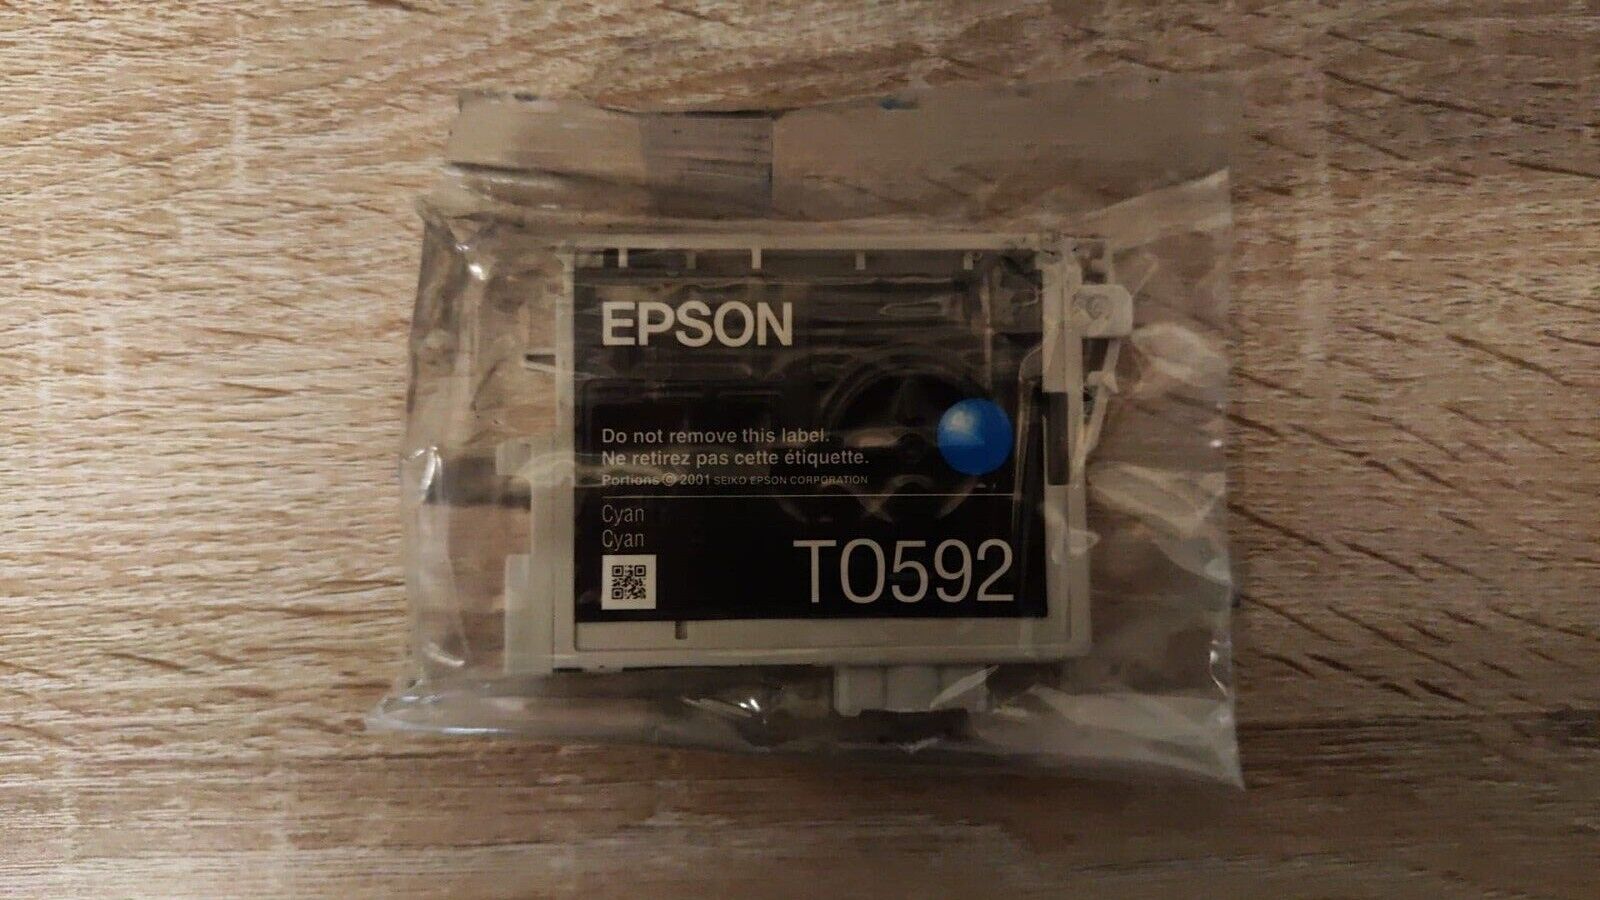 EPSON
Do not remove this label.
Ne retirez pas cette étiquette.
Portions © 2001 SEIKO EPSON CORPORATION
Cyan
Cyan
T0592